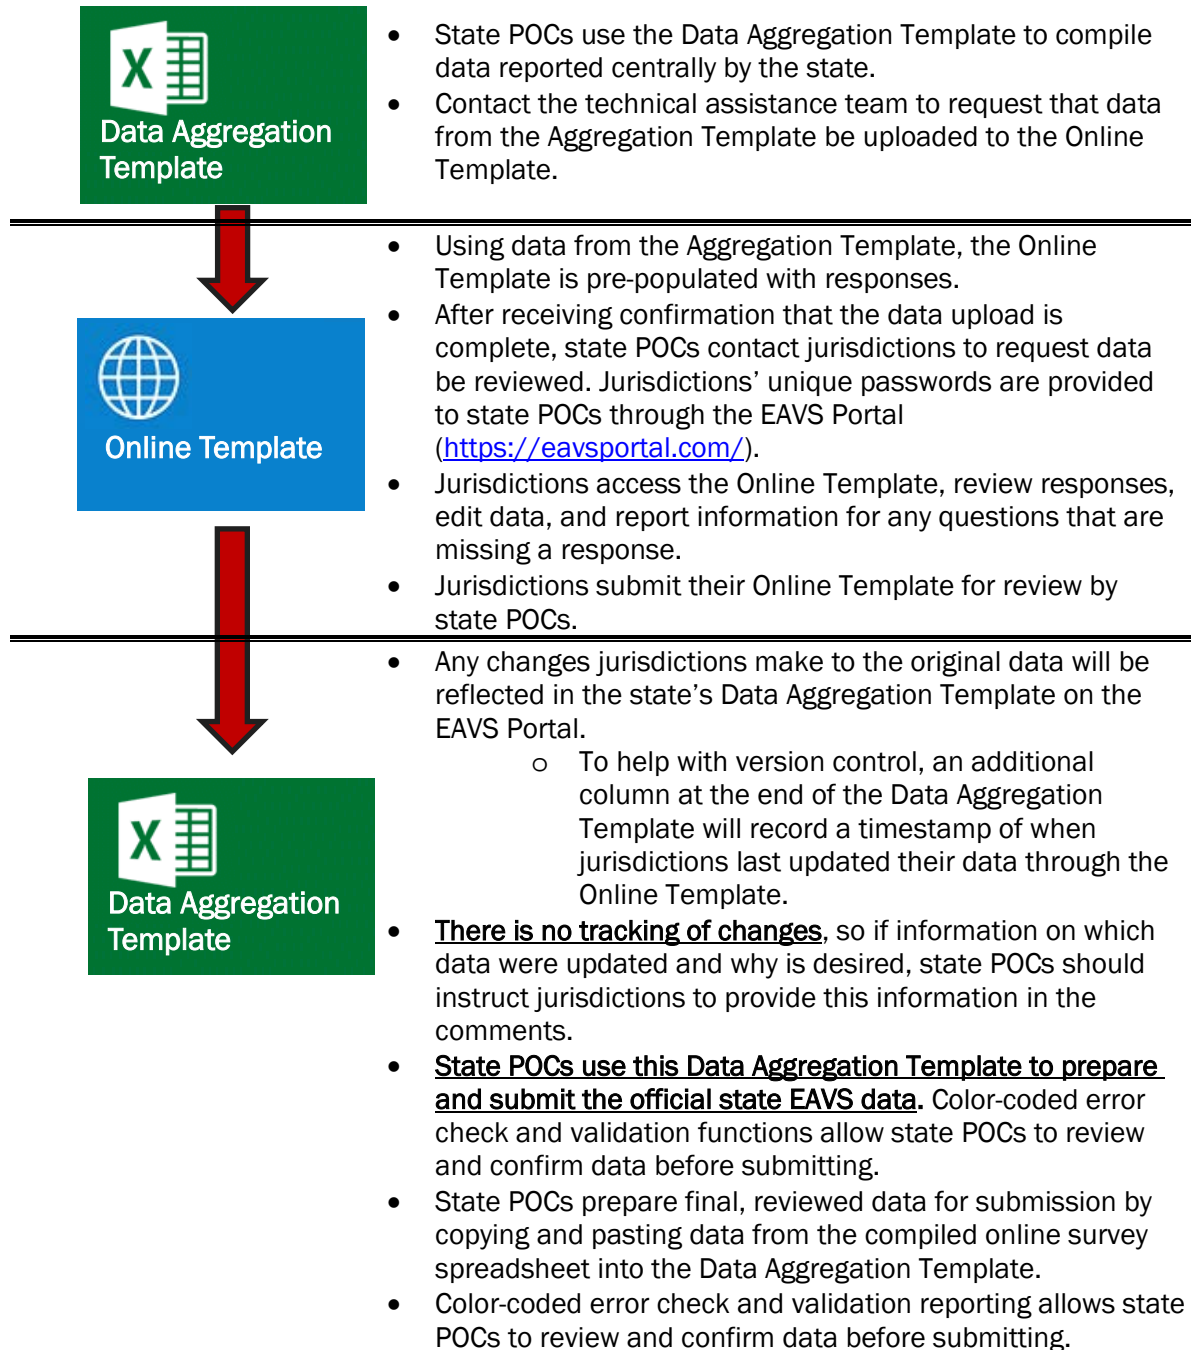 X
Data Aggregation
Template
• State POCs use the Data Aggregation Template to compile
data reported centrally by the state.
• Contact the technical assistance team to request that data
from the Aggregation Template be uploaded to the Online
Template.
Online Template
• Using data from the Aggregation Template, the Online
Template is pre-populated with responses.
• After receiving confirmation that the data upload is
complete, state POCs contact jurisdictions to request data
be reviewed. Jurisdictions’ unique passwords are provided
to state POCs through the EAVS Portal
(https://eavsportal.com/).
• Jurisdictions access the Online Template, review responses,
edit data, and report information for any questions that are
missing a response.
• Jurisdictions submit their Online Template for review by
state POCs.
X
Data Aggregation
Template
• Any changes jurisdictions make to the original data will be
reflected in the state’s Data Aggregation Template on the
EAVS Portal.
o To help with version control, an additional
column at the end of the Data Aggregation
Template will record a timestamp of when
jurisdictions last updated their data through the
Online Template.
• There is no tracking of changes, so if information on which
data were updated and why is desired, state POCs should
instruct jurisdictions to provide this information in the
comments.
• State POCs use this Data Aggregation Template to prepare
and submit the official state EAVS data. Color-coded error
check and validation functions allow state POCs to review
and confirm data before submitting.
• State POCs prepare final, reviewed data for submission by
copying and pasting data from the compiled online survey
spreadsheet into the Data Aggregation Template.
• Color-coded error check and validation reporting allows state
POCs to review and confirm data before submitting.